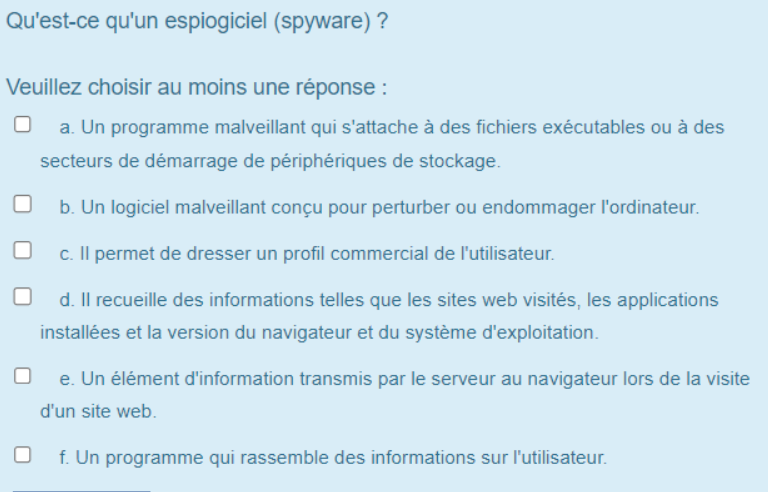 Qu'est-ce qu'un espiogiciel (spyware) ?
Veuillez choisir au moins une réponse :
a. Un programme malveillant qui s'attache à des fichiers exécutables ou à des
secteurs de démarrage de périphériques de stockage.
b. Un logiciel malveillant conçu pour perturber ou endommager l'ordinateur.
c. Il permet de dresser un profil commercial de l'utilisateur.
d. Il recueille des informations telles que les sites web visités, les applications
installées et la version du navigateur et du système d'exploitation.
e. Un élément d'information transmis par le serveur au navigateur lors de la visite
d'un site web.
f. Un programme qui rassemble des informations sur l'utilisateur.